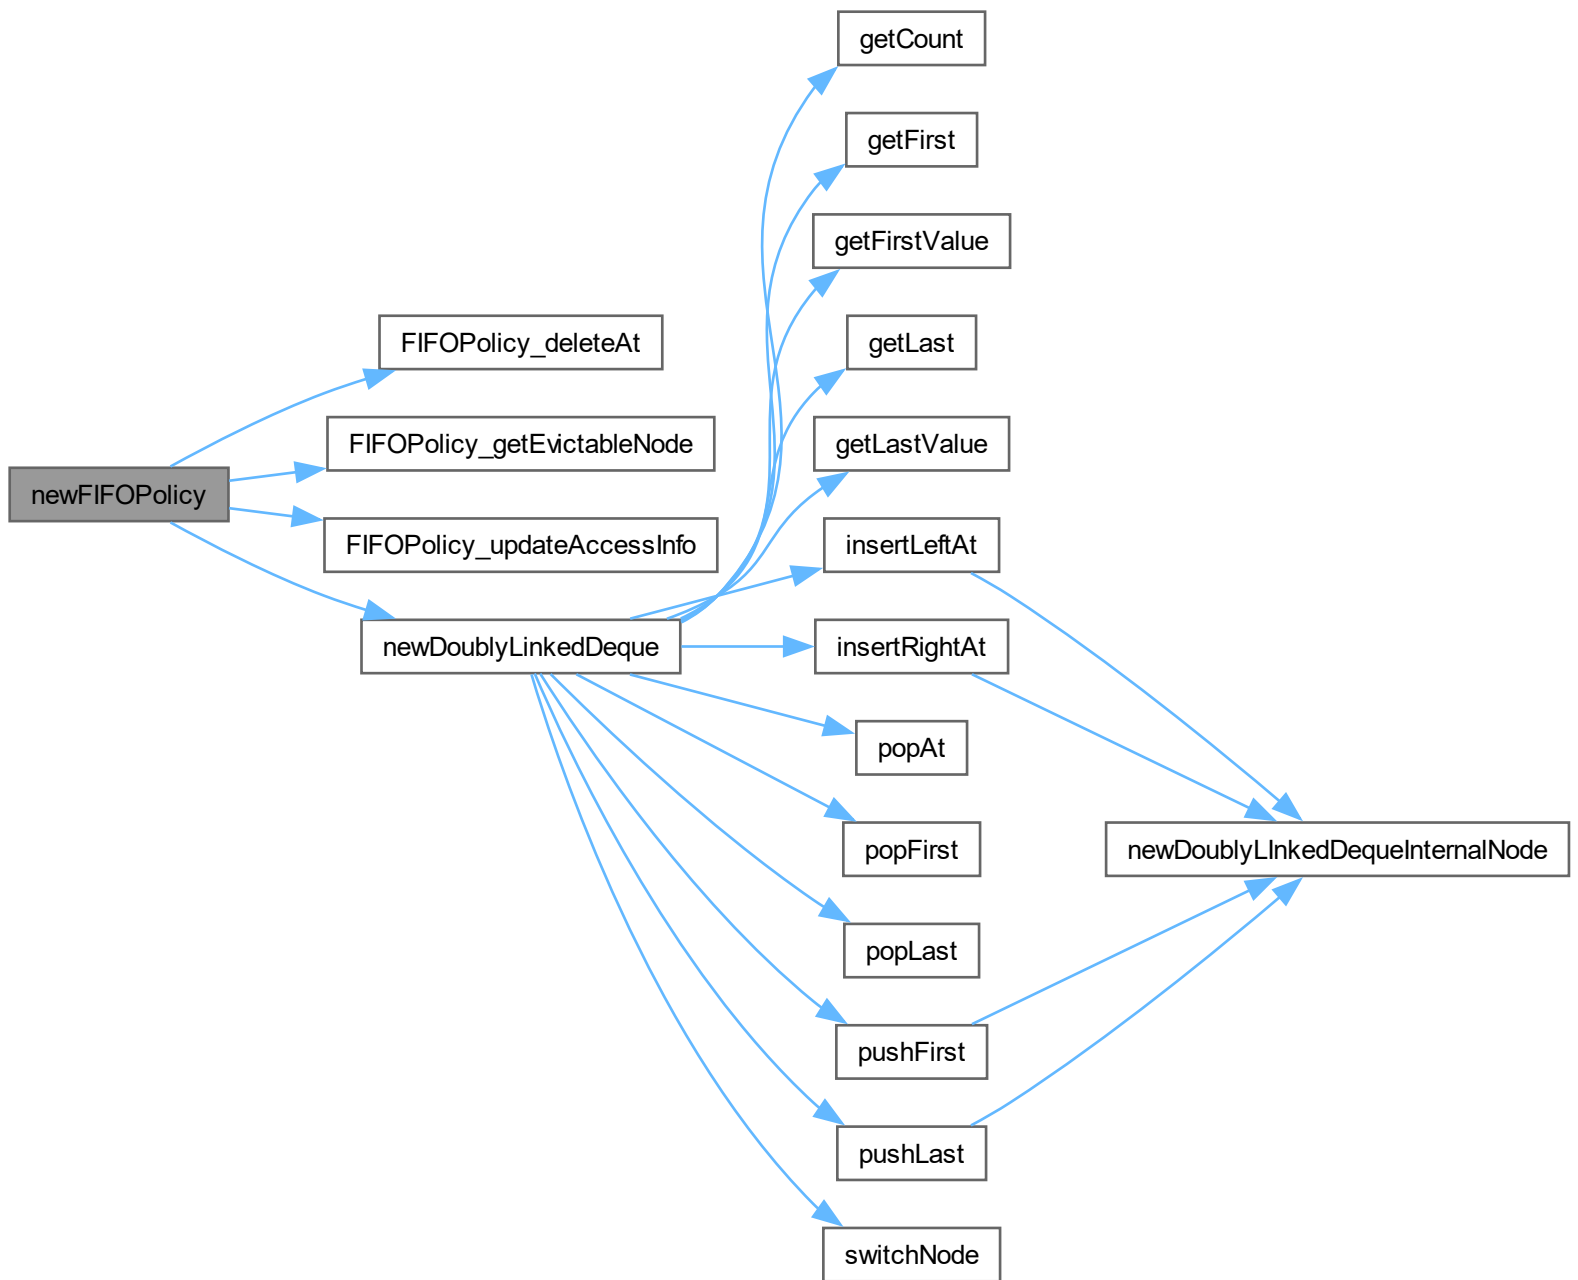 newFIFOPolicy
FIFOPolicy_deleteAt
FIFOPolicy_getEvictableNode
FIFOPolicy_updateAccessInfo
newDoublyLinkedDeque
getCount
getFirst
getFirstValue
getLast
getLastValue
insertLeftAt
insertRightAt
popAt
popFirst
popLast
pushFirst
pushLast
switchNode
newDoublyLInkedDequeInternalNode